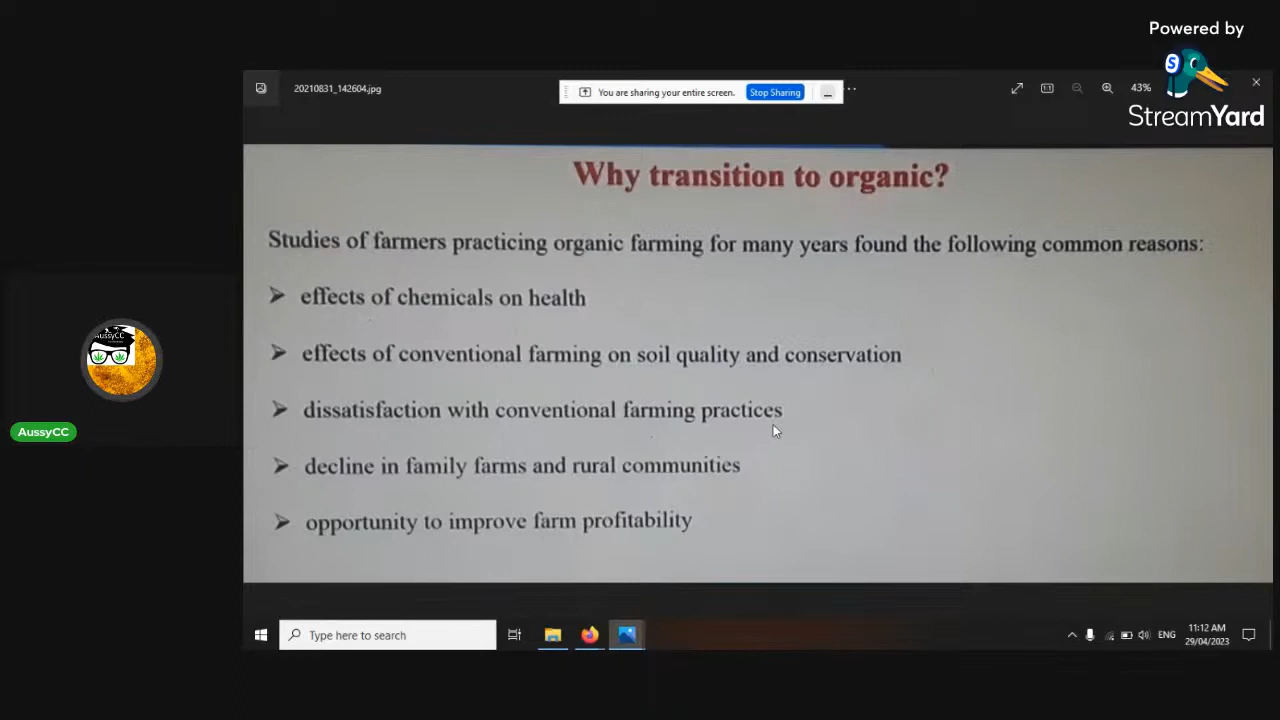 Powered by
StreamYard
20210831_142604.jpg
You are sharing your entire screen.
Stop Sharing
43%
Why transition to organic?
Studies of farmers practicing organic farming for many years found the following common reasons:
➢ effects of chemicals on health
➢ effects of conventional farming on soil quality and conservation
➢ dissatisfaction with conventional farming practices
➢ decline in family farms and rural communities
➢ opportunity to improve farm profitability
AussyCC
AussyCC
Type here to search
ENG
11:12 AM
29/04/2023